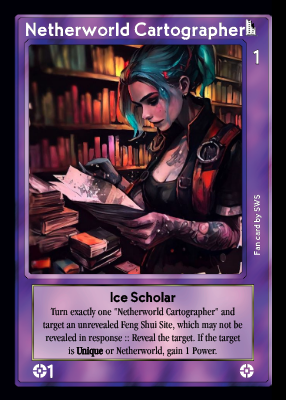 Netherworld Cartographer
1
Fan card by SWS
Ice Scholar
Turn exactly one "Netherworld Cartographer" and
target an unrevealed Feng Shui Site, which may not be
revealed in response :: Reveal the target. If the target
is Unique or Netherworld, gain 1 Power.
1